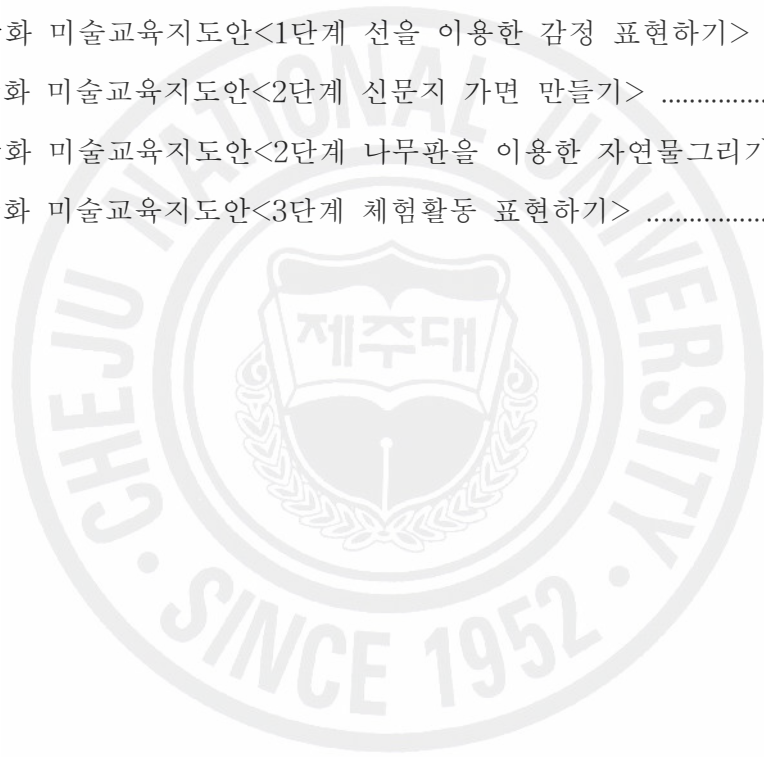 화 미술교육지도안<1단계 선을 이용한 감정 표현하기>
화 미술교육지도안<2단계 신문지 가면 만들기> ................
화 미술교육지도안<2단계 나무판을 이용한 자연물그리기
화 미술교육지도안<3단계 체험활동 표현하기> .................
CHEJU NATIONAL UNIVERSITY
제주대
· SINCE 1952 ·